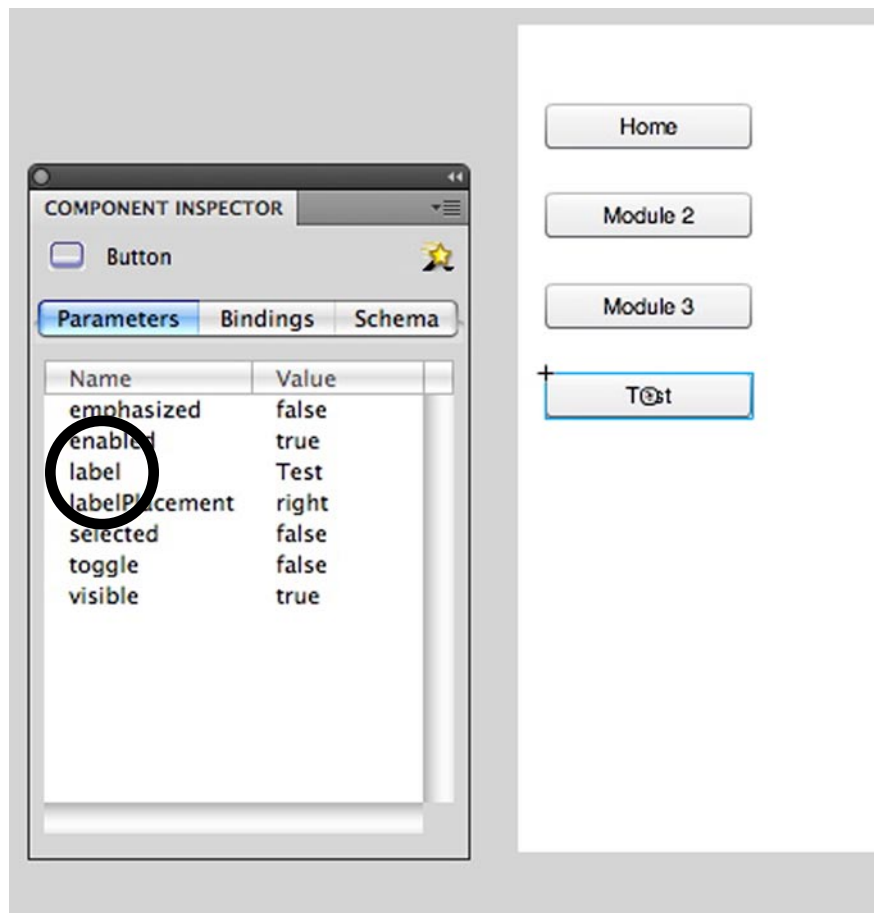 COMPONENT INSPECTOR
Button
Parameters Bindings Schema
Name Value
emphasized false
enabled true
label Test
labelPlacement right
selected false
toggle false
visible true
Home
Module 2
Module 3
Test